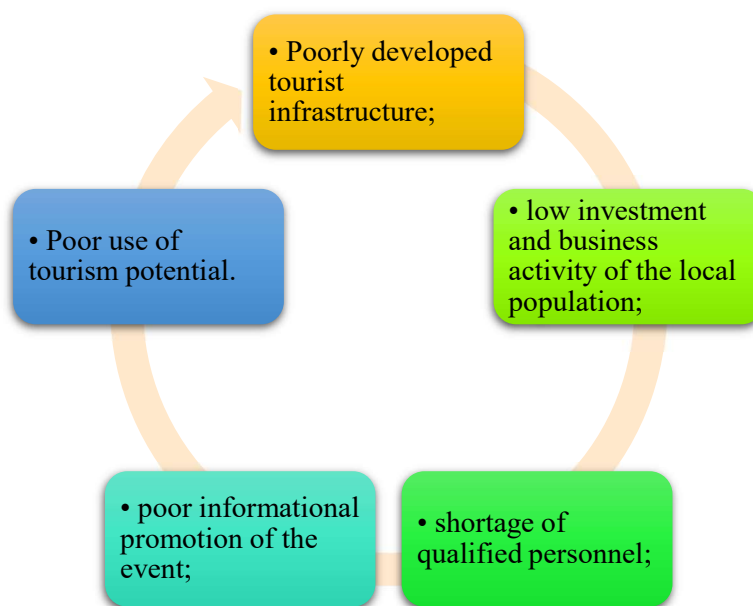 • Poorly developed
tourist
infrastructure;
• low investment
and business
activity of the local
population;
• shortage of
qualified personnel;
• poor informational
promotion of the
event;
• Poor use of
tourism potential.